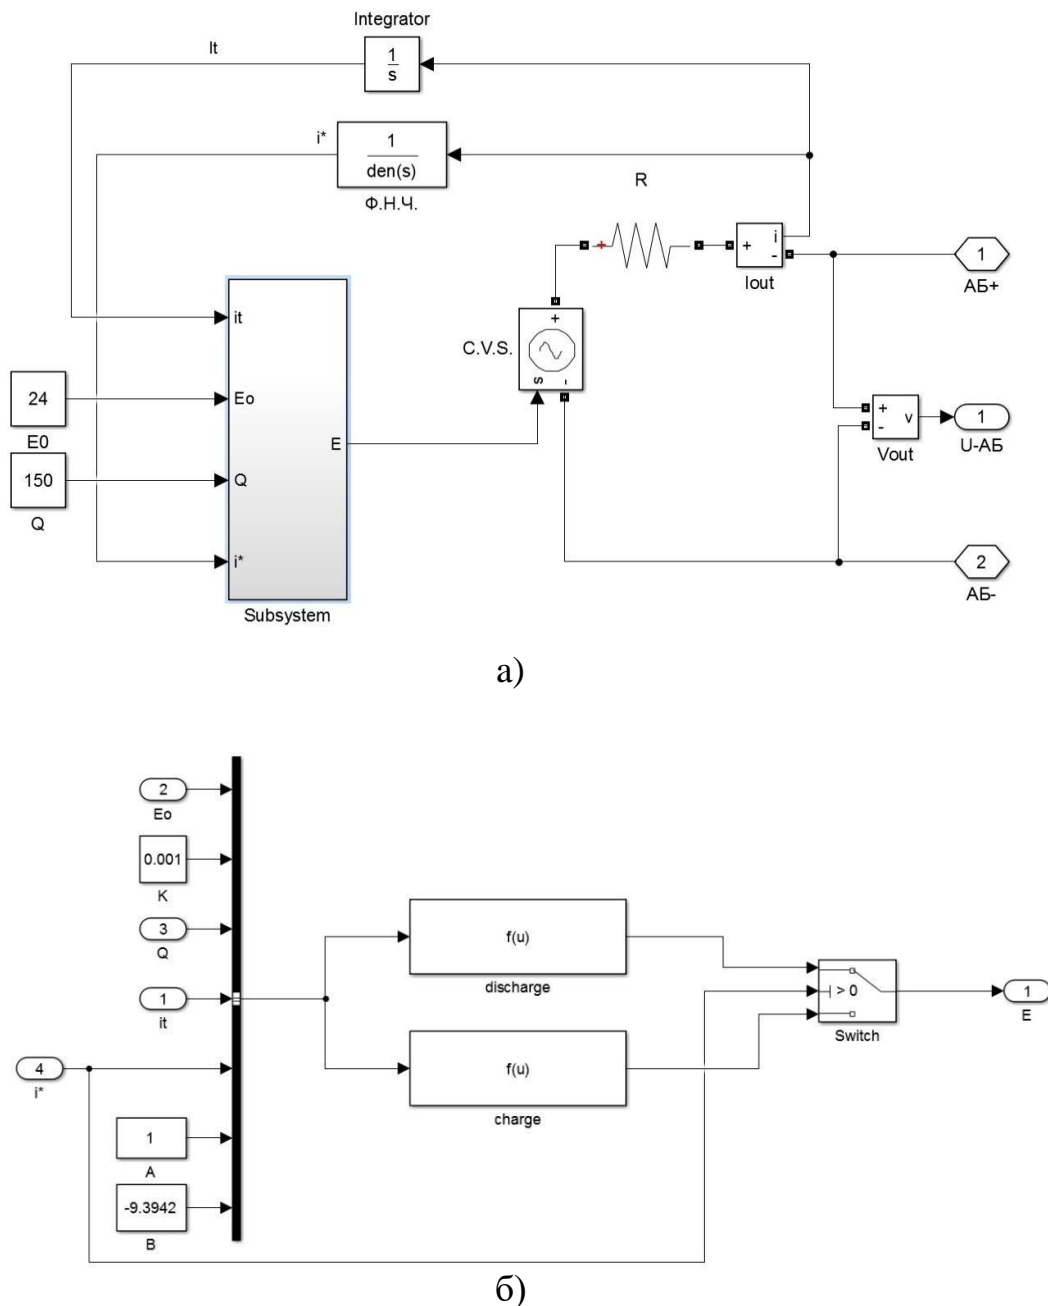 Integrator
It
1
s
i*
1
den(s)
Ф.Н.Ч.
R
+
+
i
-
Iout
1
АБ+
it
24
E0
Eo
E
150
Q
Q
i*
Subsystem
C.V.S.
+
s
-
+
-
v
Vout
1
U-АБ
2
АБ-
а)
2
Eo
0.001
K
3
Q
1
it
4
i*
1
A
-9.3942
B
f(u)
discharge
f(u)
charge
> 0
Switch
1
E
б)